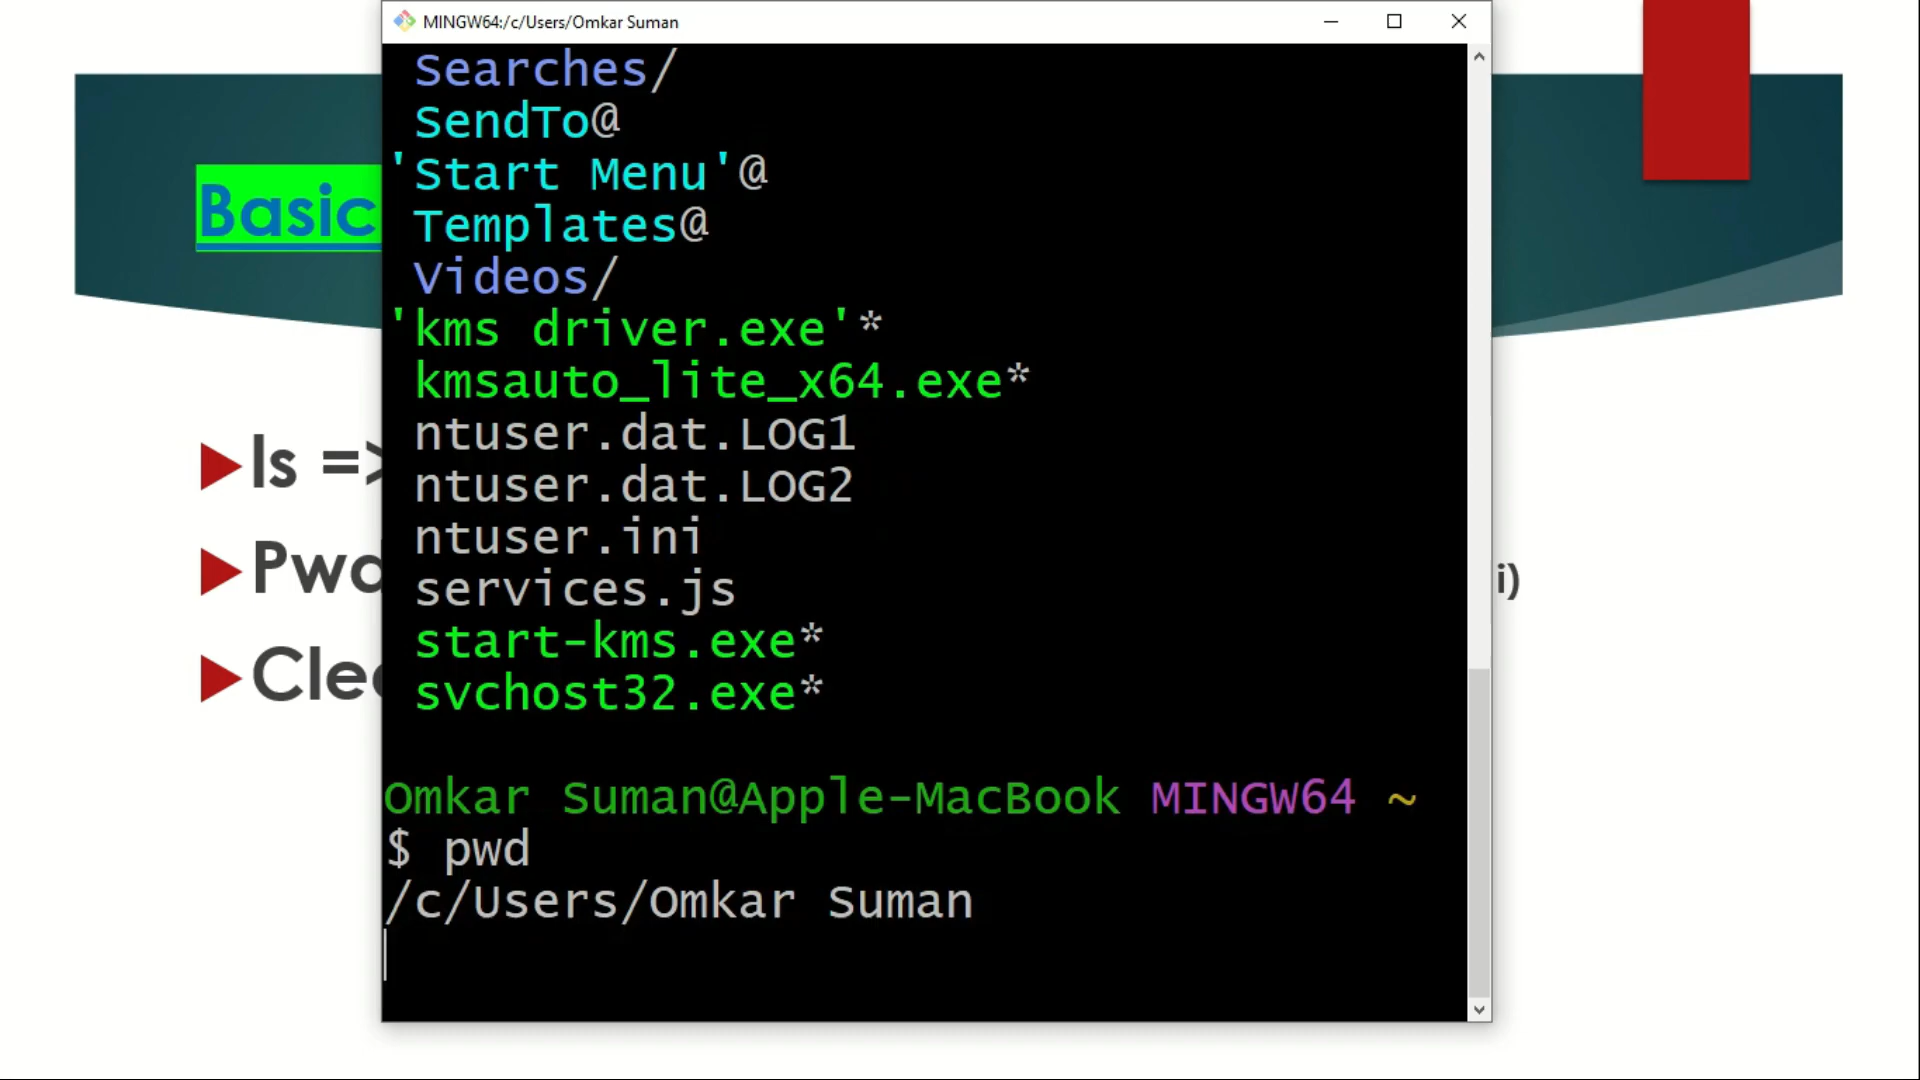 MINGW64:/c/Users/Omkar Suman
Searches/
SendTo@
'Start Menu'@
Templates@
Videos/
'kms driver.exe'*
kmsauto_lite_x64.exe*
ntuser.dat.LOG1
ntuser.dat.LOG2
ntuser.ini
services.js
start-kms.exe*
svchost32.exe*
Omkar Suman@Apple-MacBook MINGW64 ~
$ pwd
/c/Users/Omkar Suman
Basic
ls =>
Pwd
i)
Clea